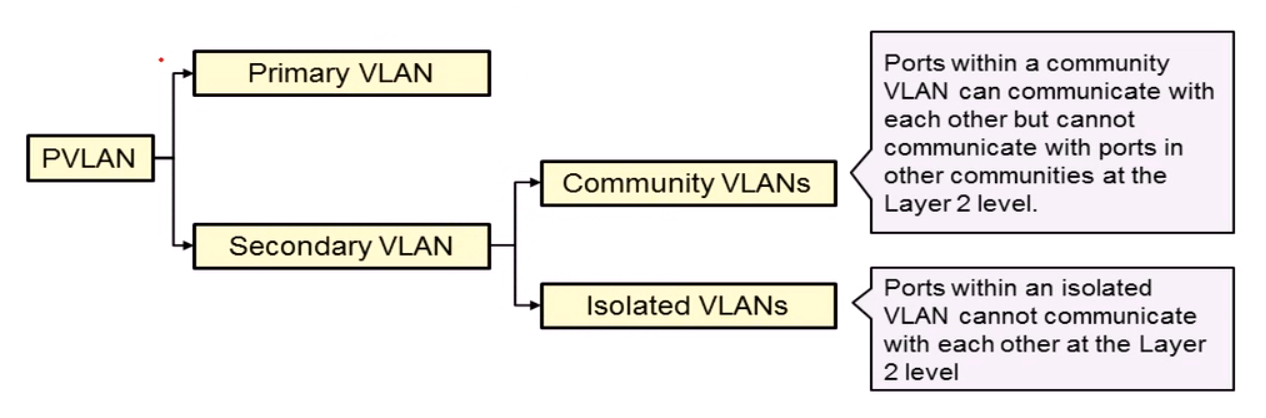 Primary VLAN
PVLAN
Secondary VLAN
Community VLANs
Isolated VLANs
Ports within a community
VLAN can communicate with
each other but cannot
communicate with ports in
other communities at the
Layer 2 level.
Ports within an isolated
VLAN cannot communicate
with each other at the Layer
2 level